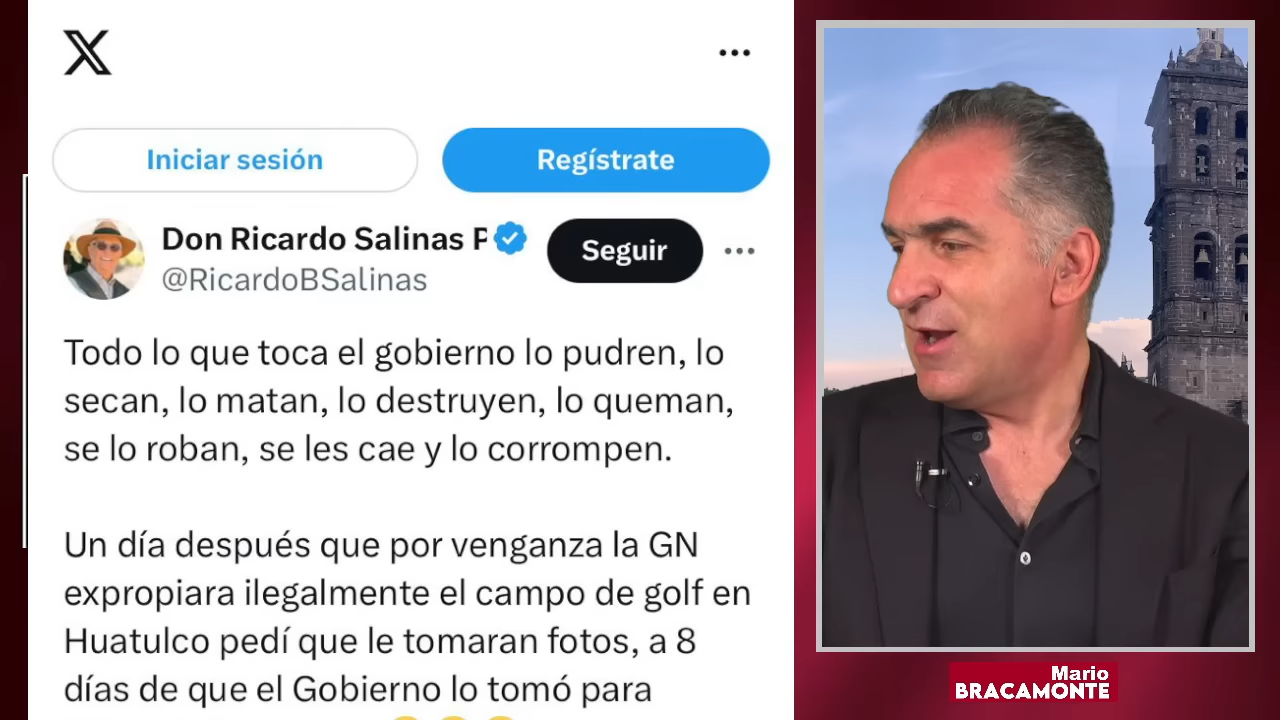 Iniciar sesión
Regístrate
Don Ricardo Salinas P
@RicardoBSalinas
Seguir
Todo lo que toca el gobierno lo pudren, lo
secan, lo matan, lo destruyen, lo queman,
se lo roban, se les cae y lo corrompen.
Un día después que por venganza la GN
expropiara ilegalmente el campo de golf en
Huatulco pedí que le tomaran fotos, a 8
días de que el Gobierno lo tomó para
Mario
BRACAMONTE